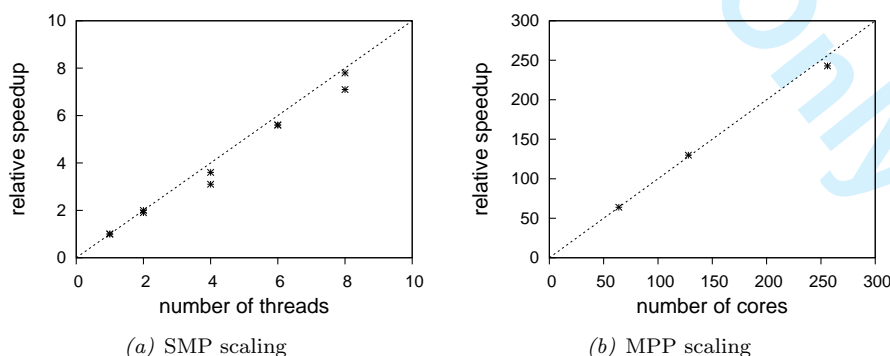 10
8
6
4
2
0
relative speedup
0 2 4 6 8 10
number of threads
(a) SMP scaling
300
250
200
150
100
50
0
relative speedup
0 50 100 150 200 250 300
number of cores
(b) MPP scaling
only